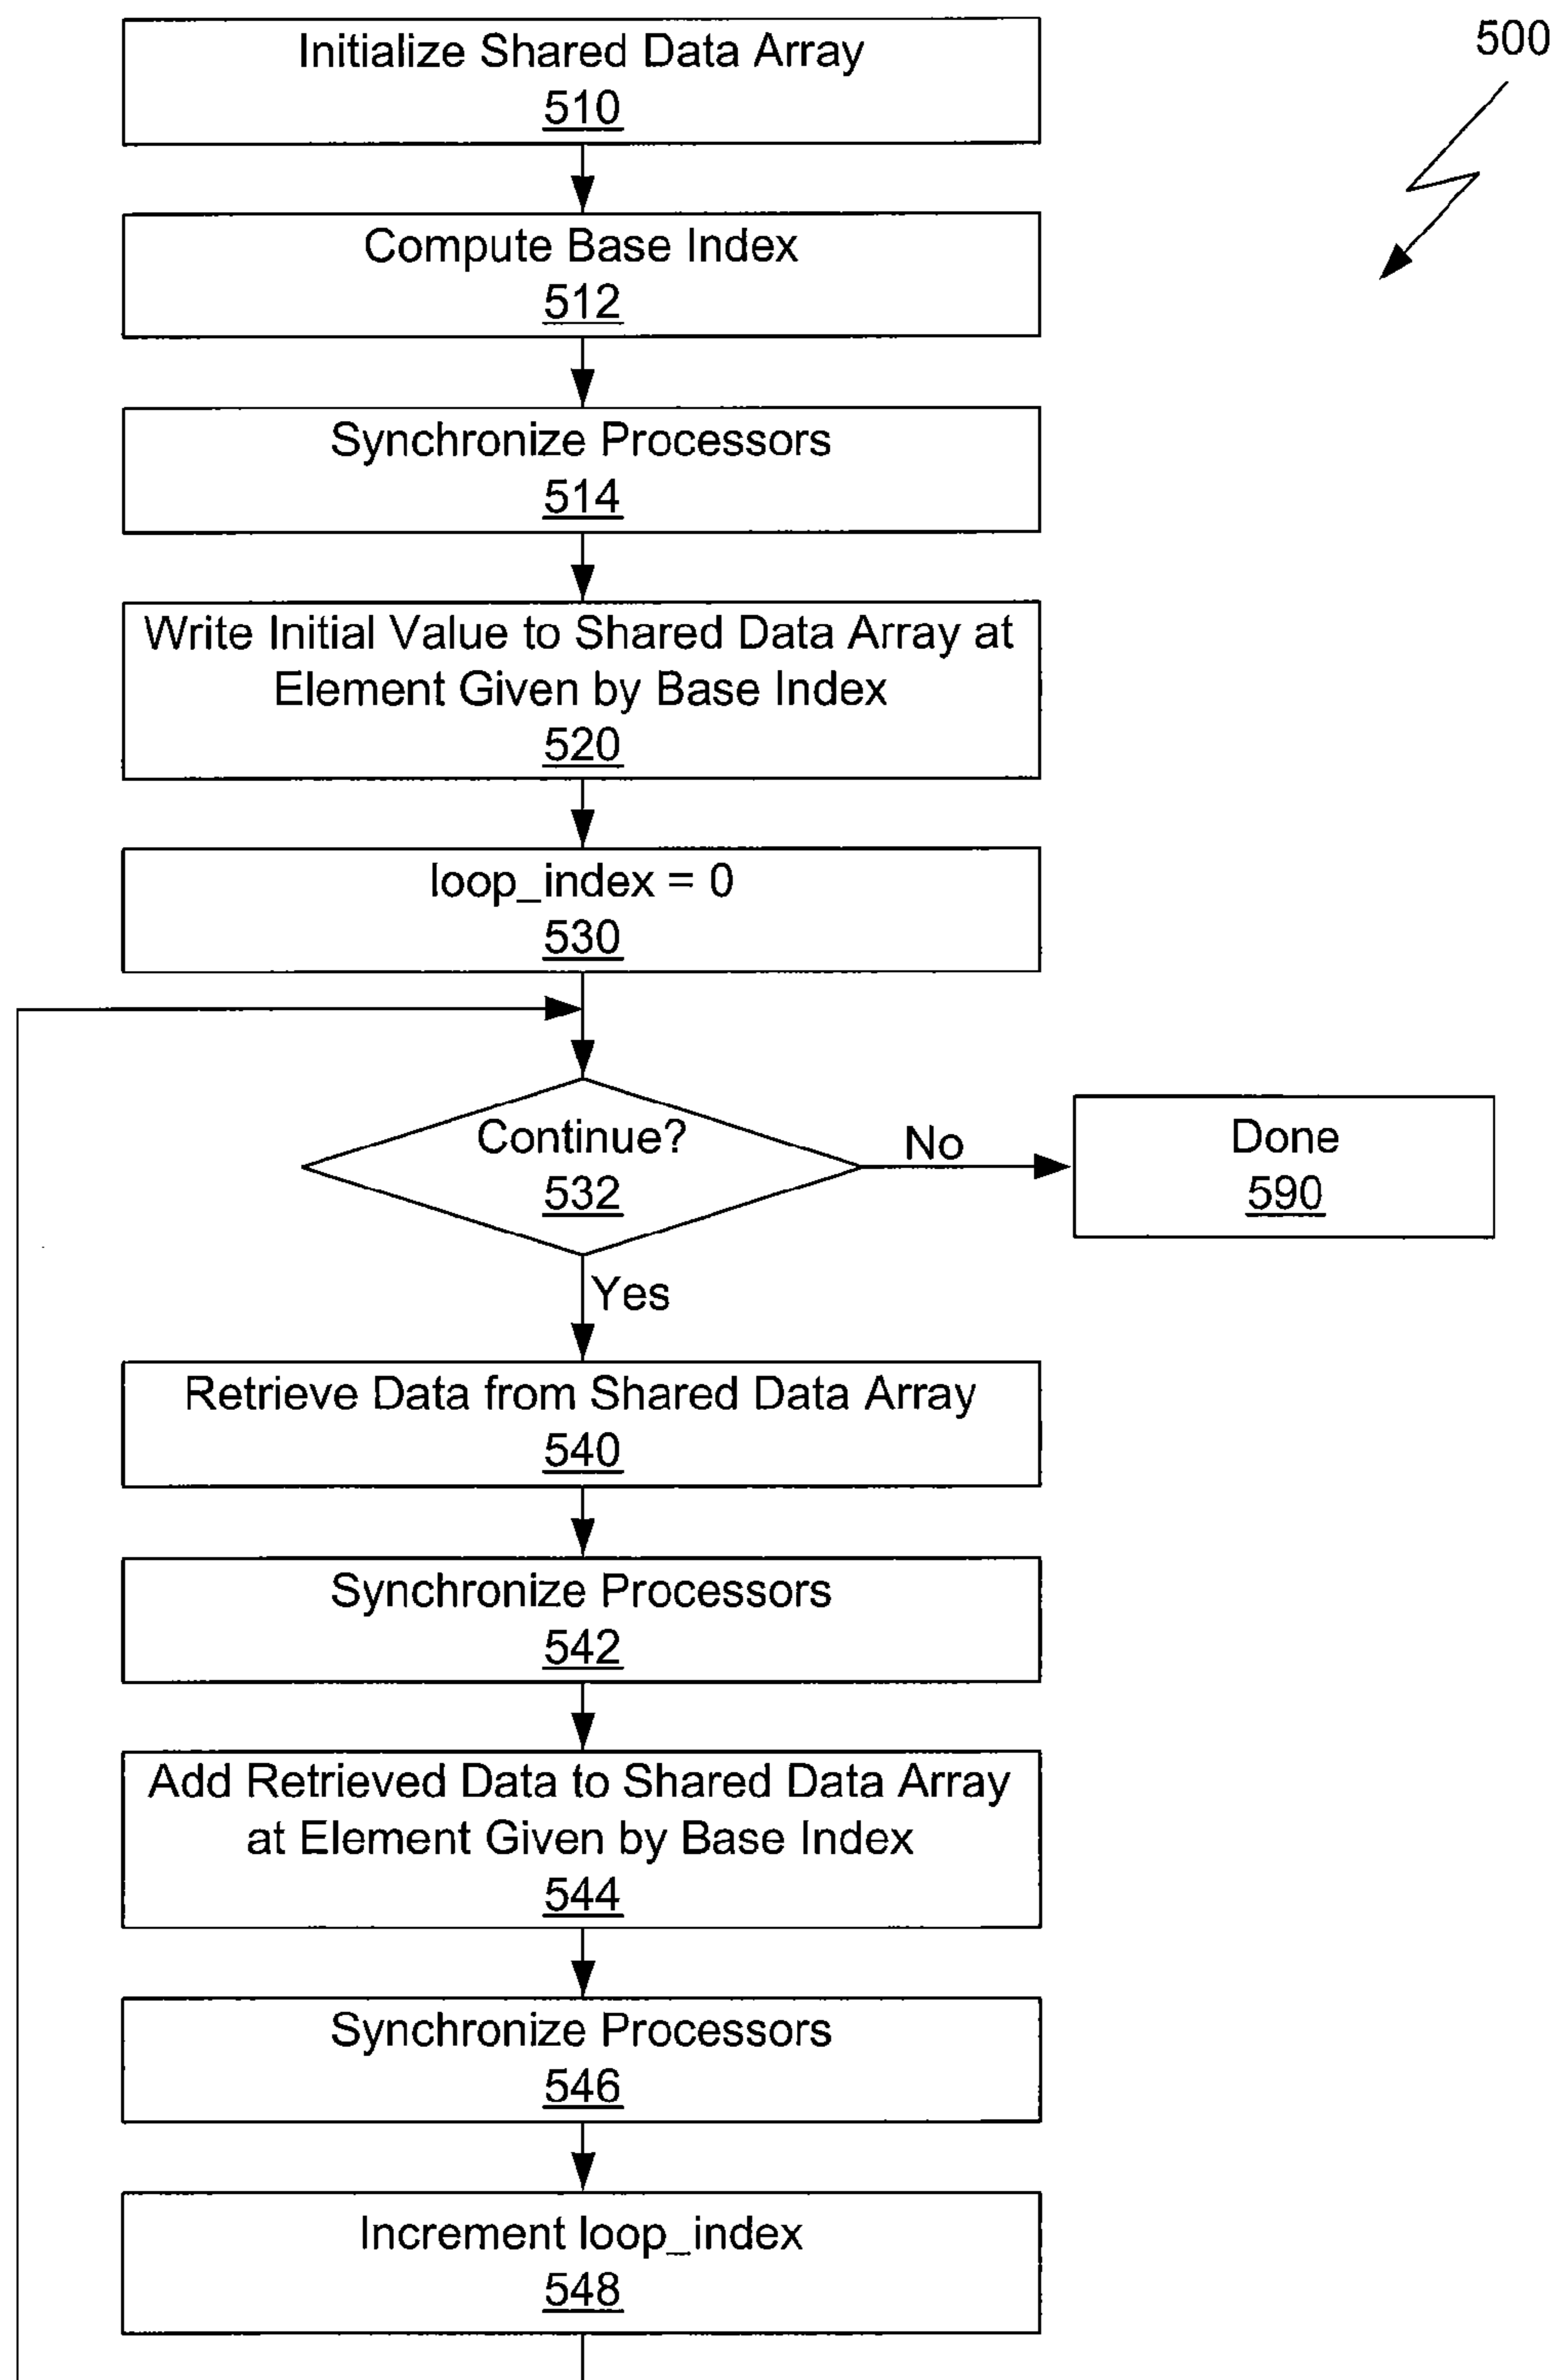 500
Initialize Shared Data Array
510
Compute Base Index
512
Synchronize Processors
514
Write Initial Value to Shared Data Array at
Element Given by Base Index
520
loop_index = 0
530
Continue?
532
No
Done
590
Yes
Retrieve Data from Shared Data Array
540
Synchronize Processors
542
Add Retrieved Data to Shared Data Array
at Element Given by Base Index
544
Synchronize Processors
546
Increment loop_index
548